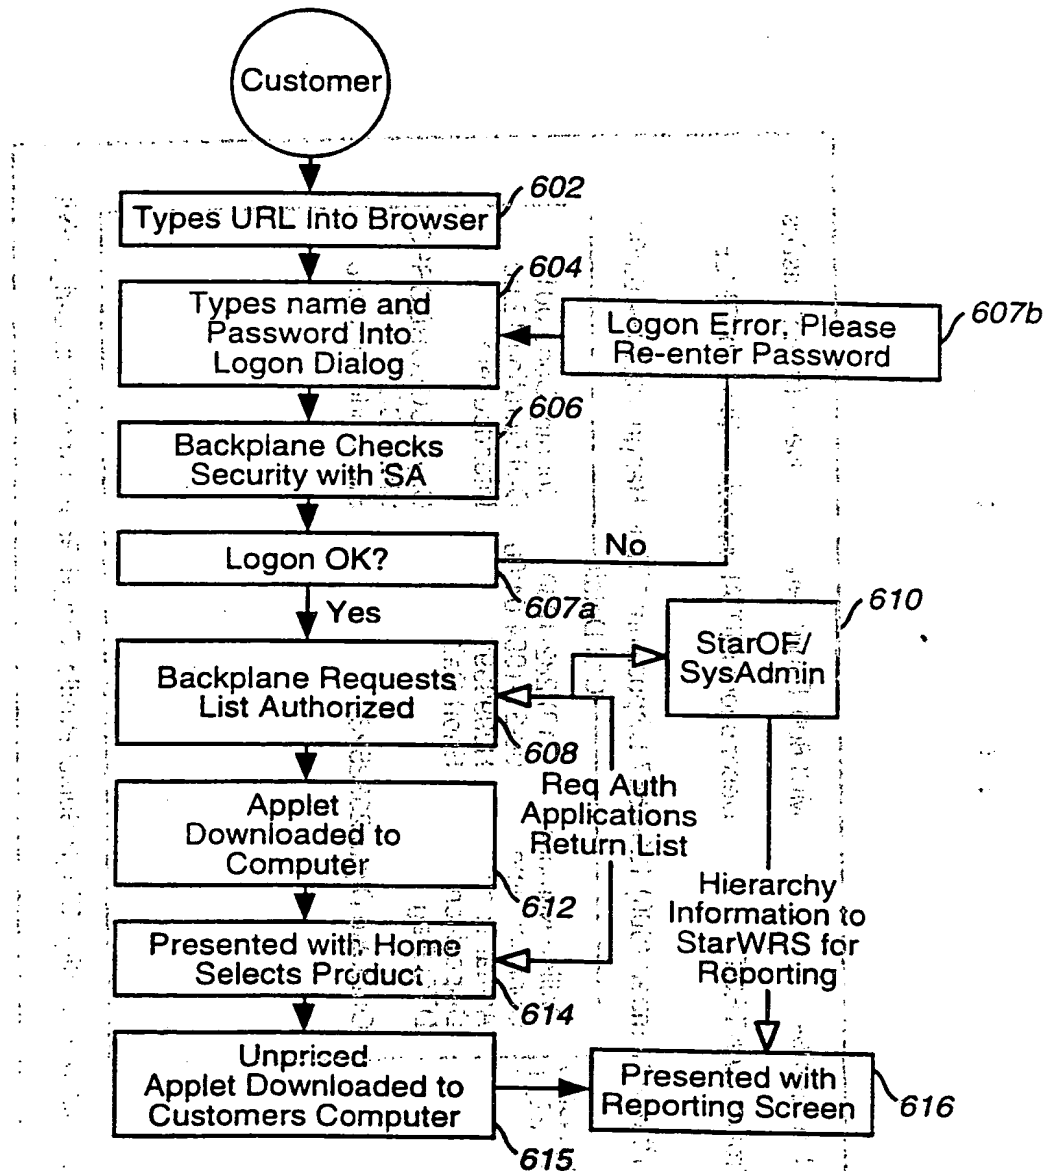 Customer
602
Types URL Into Browser
604
Types name and
Password Into
Logon Dialog
Logon Error, Please
Re-enter Password
607b
606
Backplane Checks
Security with SA
Logon OK?
No
607a
Yes
610
StarOE/
SysAdmin
Backplane Requests
List Authorized
608
Req Auth
Applications
Return List
Applet
Downloaded to
Computer
612
Hierarchy
Information to
StarWRS for
Reporting
Presented with Home
Selects Product
614
Unpriced
Applet Downloaded to
Customers Computer
615
Presented with
Reporting Screen
616